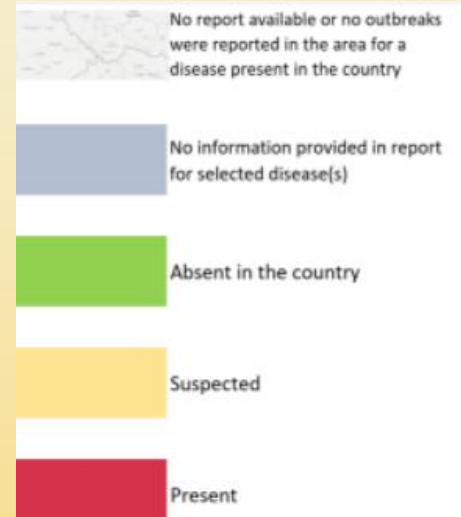 No report available or no outbreaks
were reported in the area for a
disease present in the country
No information provided in report
for selected disease(s)
Absent in the country
Suspected
Present